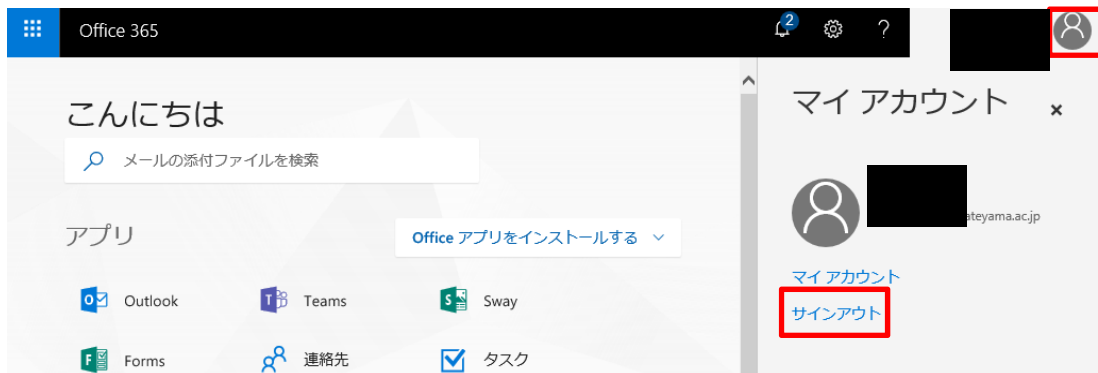 Office 365
2
?
こんにちは
メールの添付ファイルを検索
アプリ
Office アプリをインストールする
Outlook
Teams
Sway
Forms
連絡先
タスク
マイ アカウント
ateyama.ac.jp
マイ アカウント
サインアウト